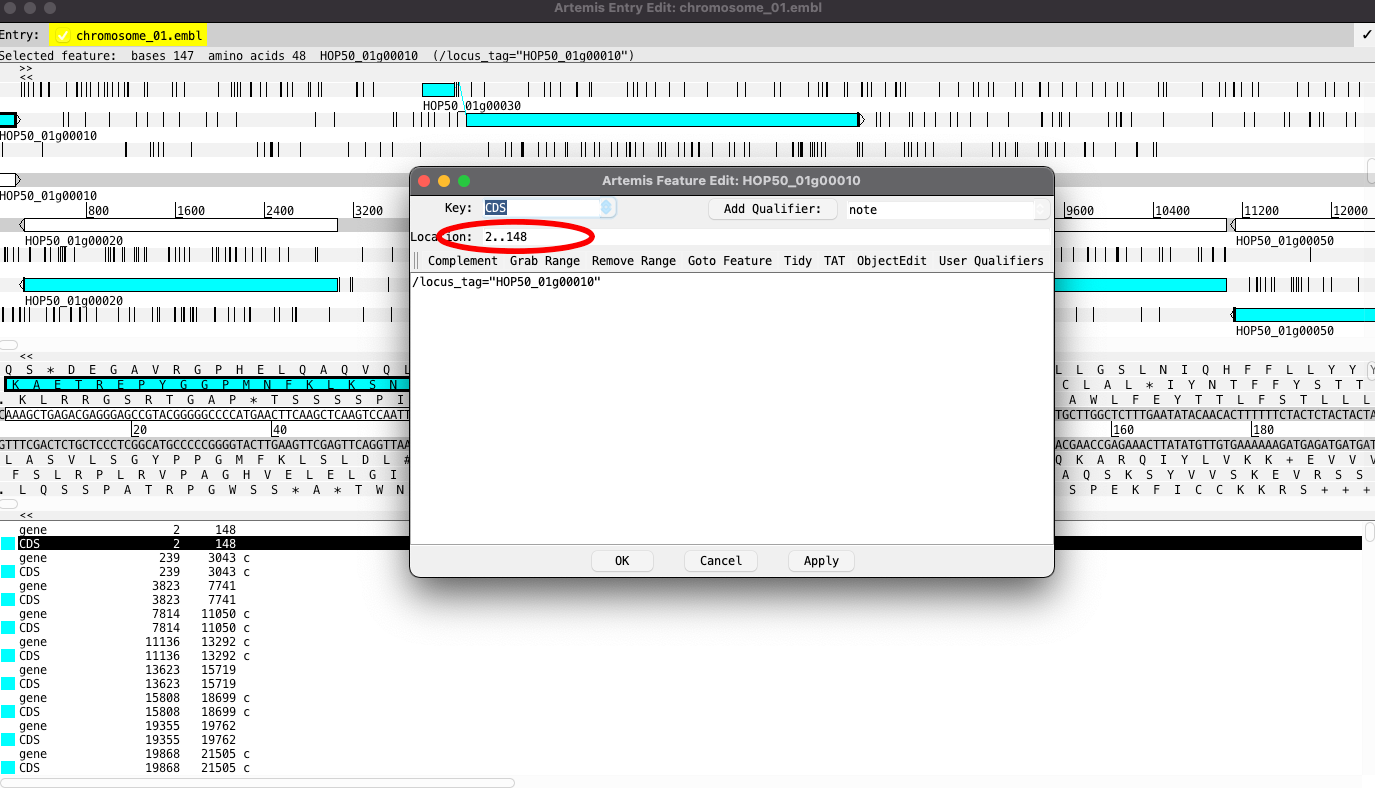 Artemis Entry Edit: chromosome_01.embl
Entry: chromosome_01.embl
Selected feature: bases 147 amino acids 48 HOP50_01g00010 (/locus_tag="HOP50_01g00010")
>>
<<
HOP50_01g00030
HOP50_01g00010
HOP50_01g00010
800 1600 2400 3200 9600 10400 11200 12000
HOP50_01g00020 HOP50_01g00050
HOP50_01g00020
HOP50_01g00050
Artemis Feature Edit: HOP50_01g00010
Key: CDS Add Qualifier: note
Location: 2..148
Complement Grab Range Remove Range Goto Feature Tidy TAT ObjectEdit User Qualifiers
/locus_tag="HOP50_01g00010"
OK Cancel Apply
<<
Q S * D E G A V R G P H E L Q A Q V Q L L G S L N I Q H F F L L Y Y
K A E T R E P Y G G P M N F K L K S N C L A L * I Y N T F F Y S T T
. K L R R G S R T G A P * T S S S P I A W L F E Y T T L F S T L L L
CAAAGCTGAGACGAGGGAGCCGTACGGGGGCCCCATGAACTTCAAGCTCAAGTCCAATT TGCTTGGCTCTTTGAATATACAACACTTTTTTCTACTCTACTACTA
20 40 160 180
GTTTCGACTCTGCTCCCTCGGCATGCCCCCGGGGTACTTGAAGTTCGAGTTCAGGTTAA ACGAACCGAGAAACTTATATGTTGTGAAAAAAGATGAGATGATGAT
L A S V L S G Y P P G M F K L S L D L # Q K A R Q I Y L V K K + E V V V
F S L R P L R V P A G H V E L E L G I A Q S K S Y V V S K E V R S S
. L Q S S P A T R P G W S S * A * T W N S P E K F I C C K K R S + + +
<<
gene 2 148
CDS 2 148
gene 239 3043 c
CDS 239 3043 c
gene 3823 7741
CDS 3823 7741
gene 7814 11050 c
CDS 7814 11050 c
gene 11136 13292 c
CDS 11136 13292 c
gene 13623 15719
CDS 13623 15719
gene 15808 18699 c
CDS 15808 18699 c
gene 19355 19762
CDS 19355 19762
gene 19868 21505 c
CDS 19868 21505 c